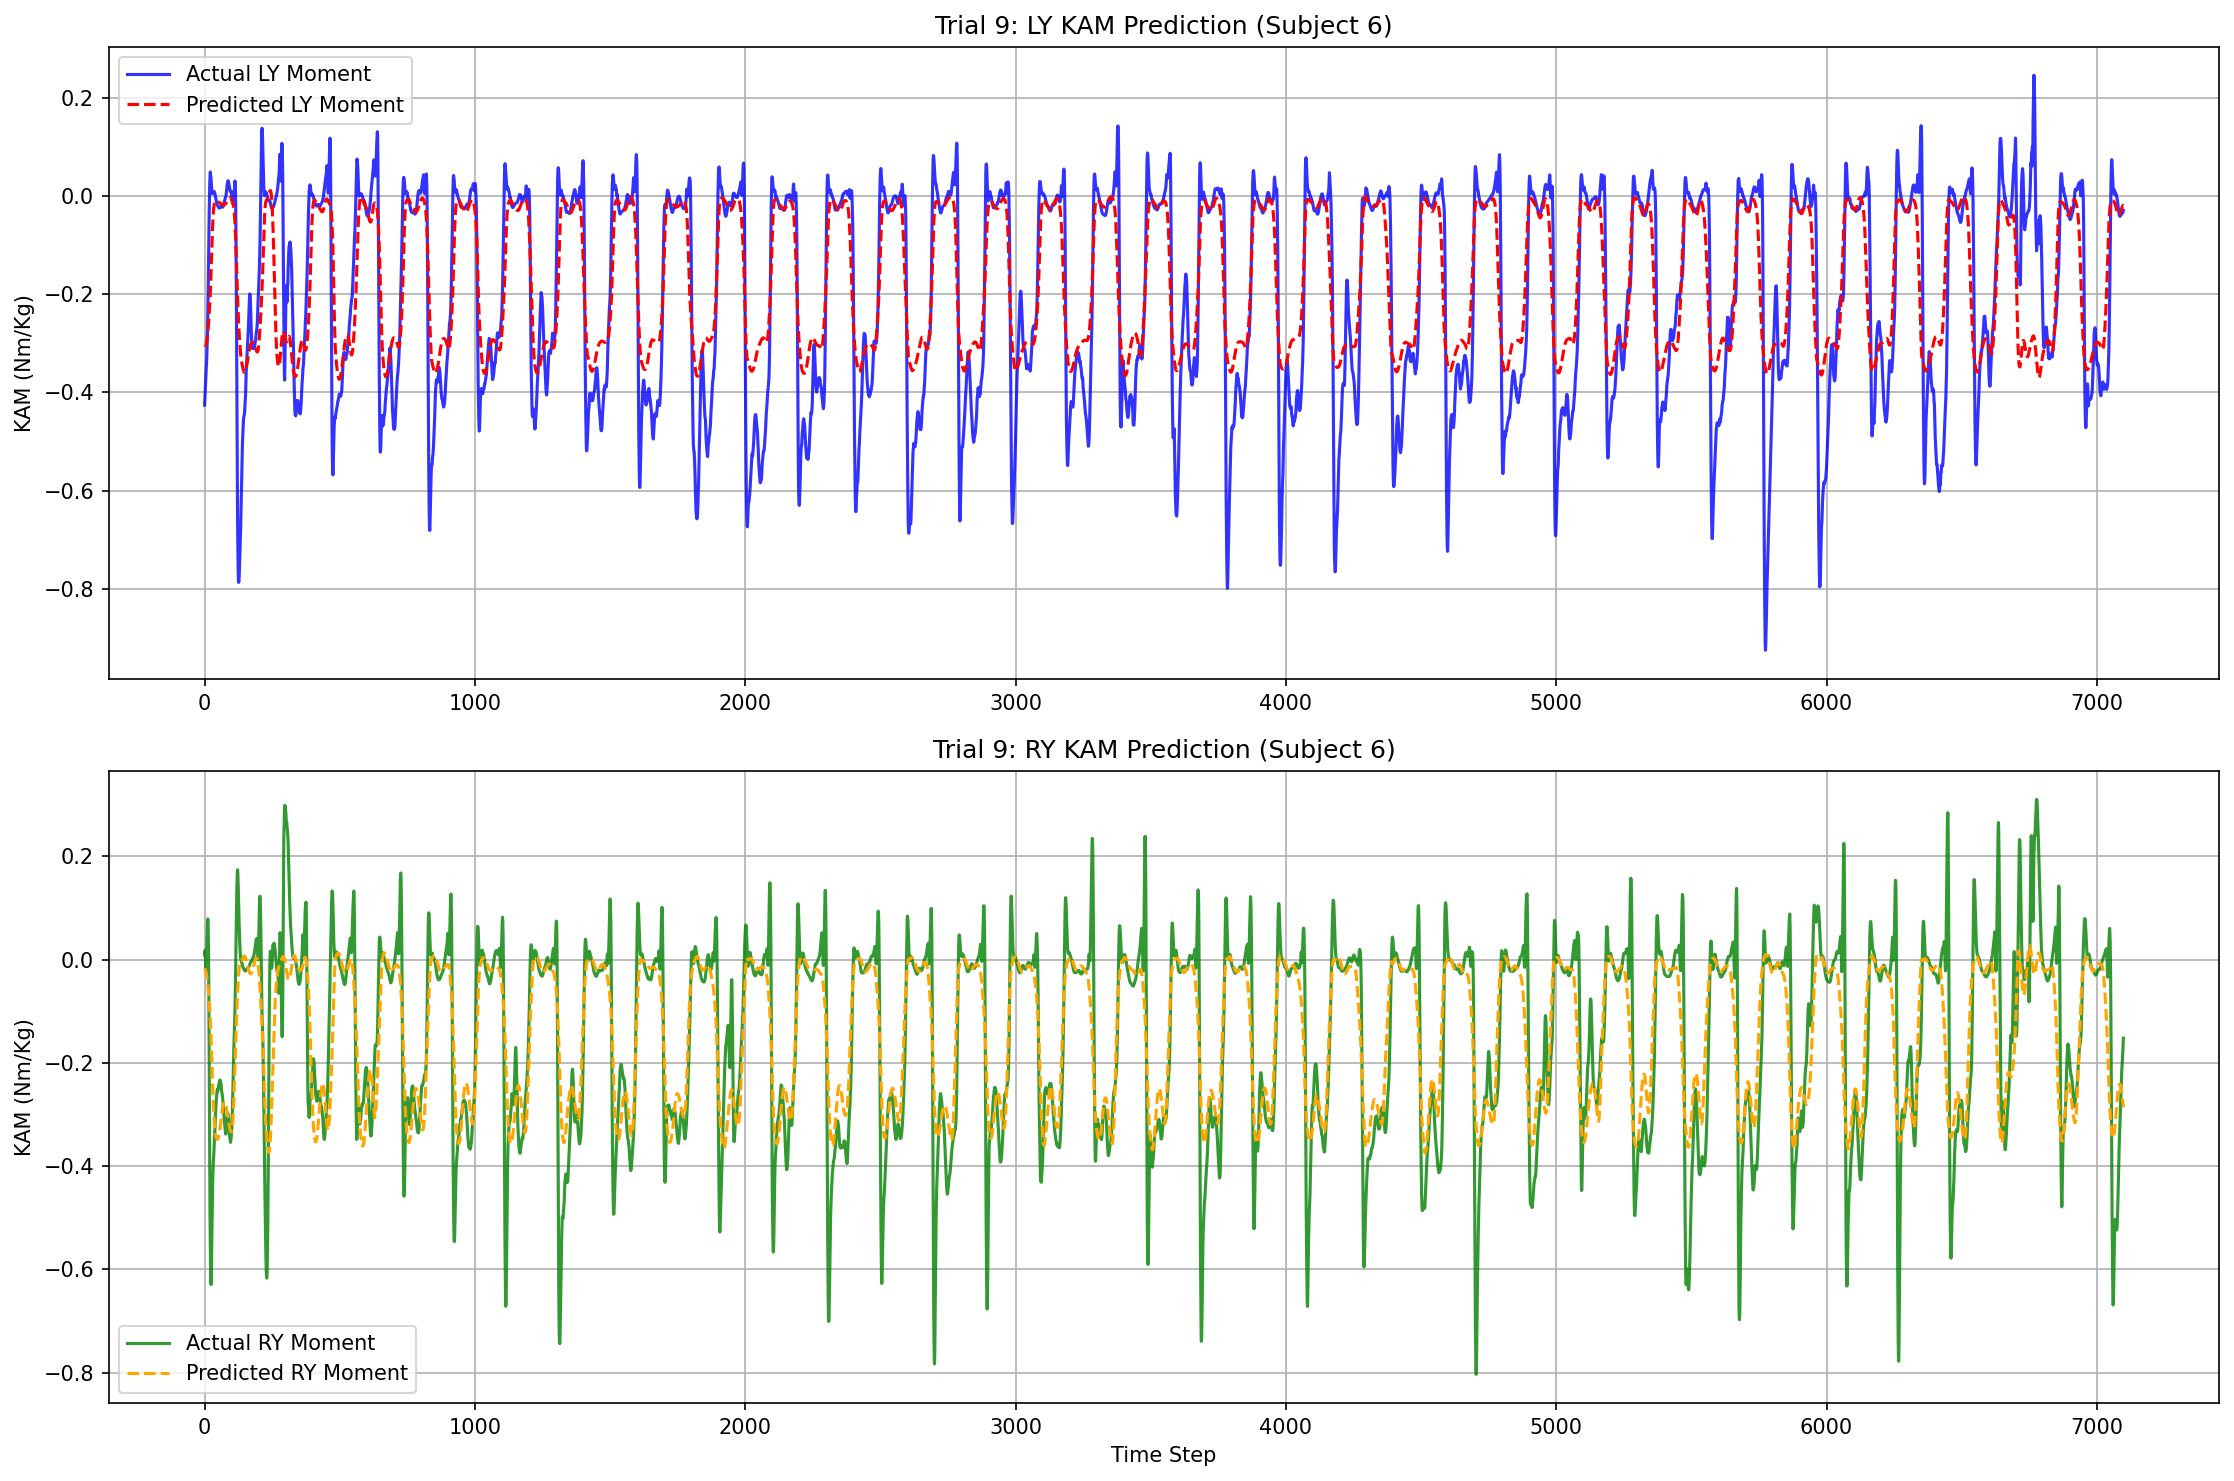 Trial 9: LY KAM Prediction (Subject 6)
Actual LY Moment
Predicted LY Moment
KAM (Nm/Kg)
0.2
0.0
−0.2
−0.4
−0.6
−0.8
0 1000 2000 3000 4000 5000 6000 7000
Trial 9: RY KAM Prediction (Subject 6)
KAM (Nm/Kg)
0.2
0.0
−0.2
−0.4
−0.6
−0.8
Actual RY Moment
Predicted RY Moment
0 1000 2000 3000 4000 5000 6000 7000
Time Step